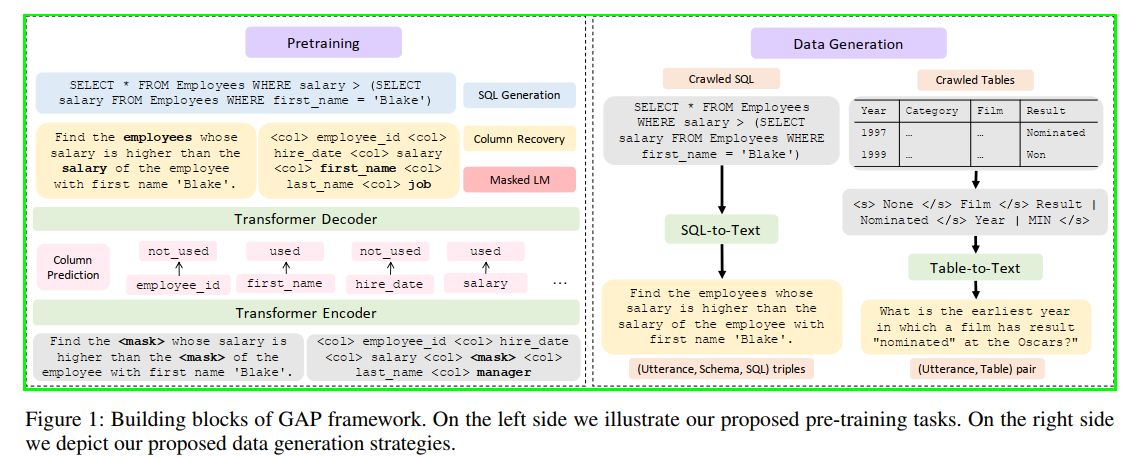 Pretraining
SELECT * FROM Employees WHERE salary > (SELECT
salary FROM Employees WHERE first_name = 'Blake')
SQL Generation
Find the employees whose
salary is higher than the
salary of the employee
with first name 'Blake'.
<col> employee_id <col>
hire_date <col> salary
<col> first_name <col>
last_name <col> job
Column Recovery
Masked LM
Transformer Decoder
Column
Prediction
not_used
used
not_used
used
employee_id
first_name
hire_date
salary
...
Transformer Encoder
Find the <mask> whose salary is
higher than the <mask> of the
employee with first name 'Blake'.
<col> employee_id <col> hire_date
<col> salary <col> <mask> <col>
last_name <col> manager
Data Generation
Crawled SQL
SELECT * FROM Employees
WHERE salary > (SELECT
salary FROM Employees WHERE
first_name = 'Blake')
SQL-to-Text
Find the employees whose
salary is higher than the
salary of the employee with
first name 'Blake'.
(Utterance, Schema, SQL) triples
Crawled Tables
Year Category Film Result
1997 … … Nominated
1999 … … Won
<s> None </s> Film </s> Result |
Nominated </s> Year | MIN </s>
Table-to-Text
What is the earliest year
in which a film has result
"nominated" at the Oscars?"
(Utterance, Table) pair
Figure 1: Building blocks of GAP framework. On the left side we illustrate our proposed pre-training tasks. On the right side
we depict our proposed data generation strategies.